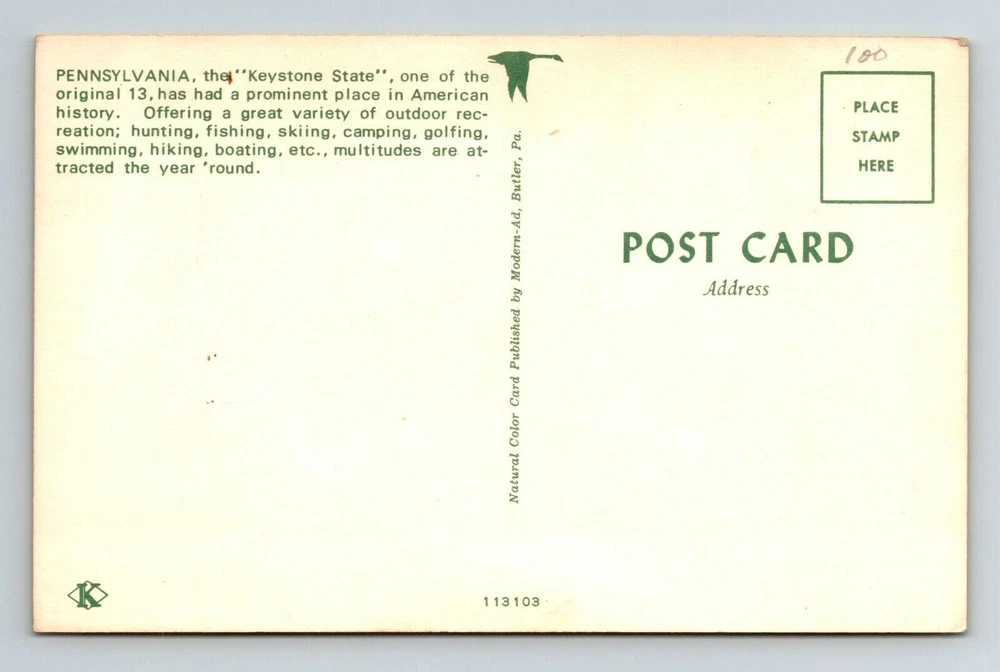 PENNSYLVANIA, the "Keystone State", one of the
original 13, has had a prominent place in American
history. Offering a great variety of outdoor rec-
reation; hunting, fishing, skiing, camping, golfing,
swimming, hiking, boating, etc., multitudes are at-
tracted the year 'round.
Natural Color Card Published by Modern-Ad, Butler, Pa.
100
PLACE
STAMP
HERE
POST CARD
Address
K
113103